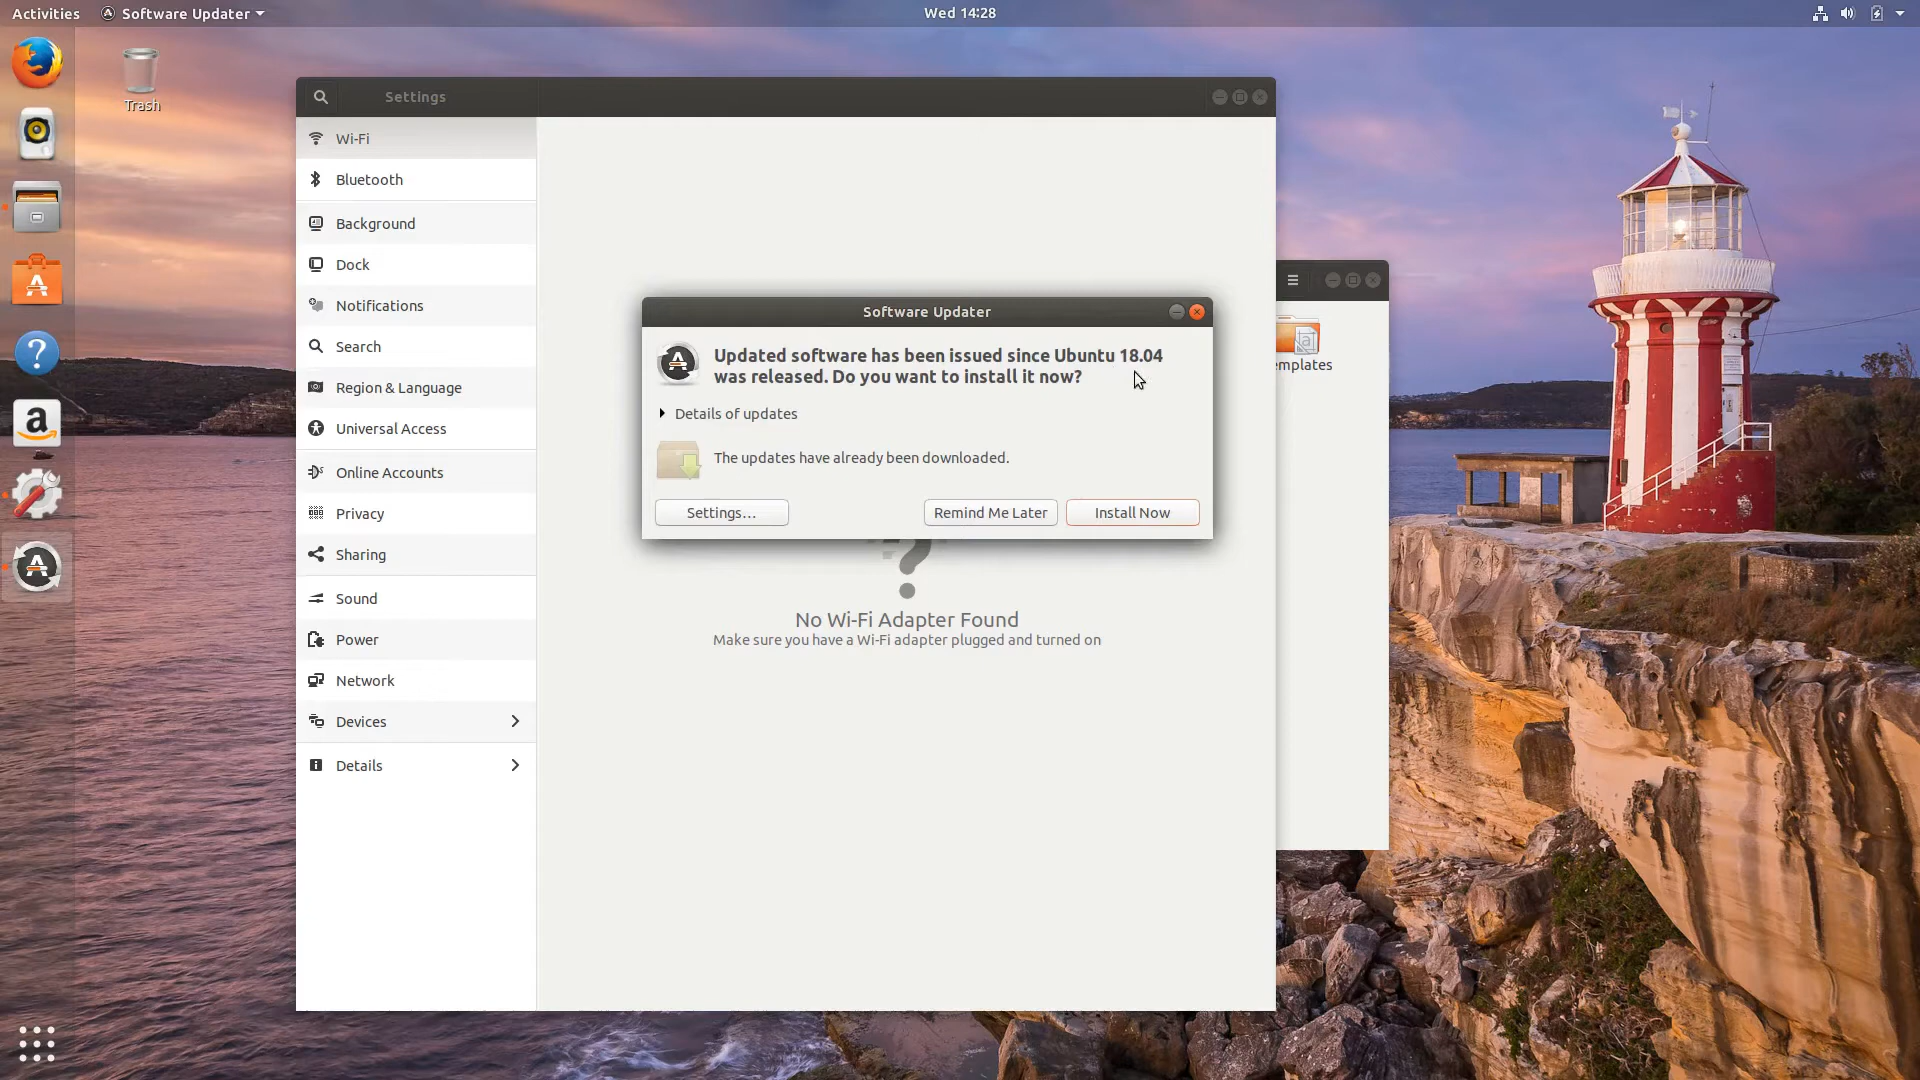 Activities
Software Updater
Wed 14:28
Trash
Settings
Wi-Fi
Bluetooth
Background
Dock
Notifications
Search
Region & Language
Universal Access
Online Accounts
Privacy
Sharing
Sound
Power
Network
Devices
Details
Software Updater
Updated software has been issued since Ubuntu 18.04
was released. Do you want to install it now?
Details of updates
The updates have already been downloaded.
Settings...
Remind Me Later
Install Now
No Wi-Fi Adapter Found
Make sure you have a Wi-Fi adapter plugged and turned on
emplates